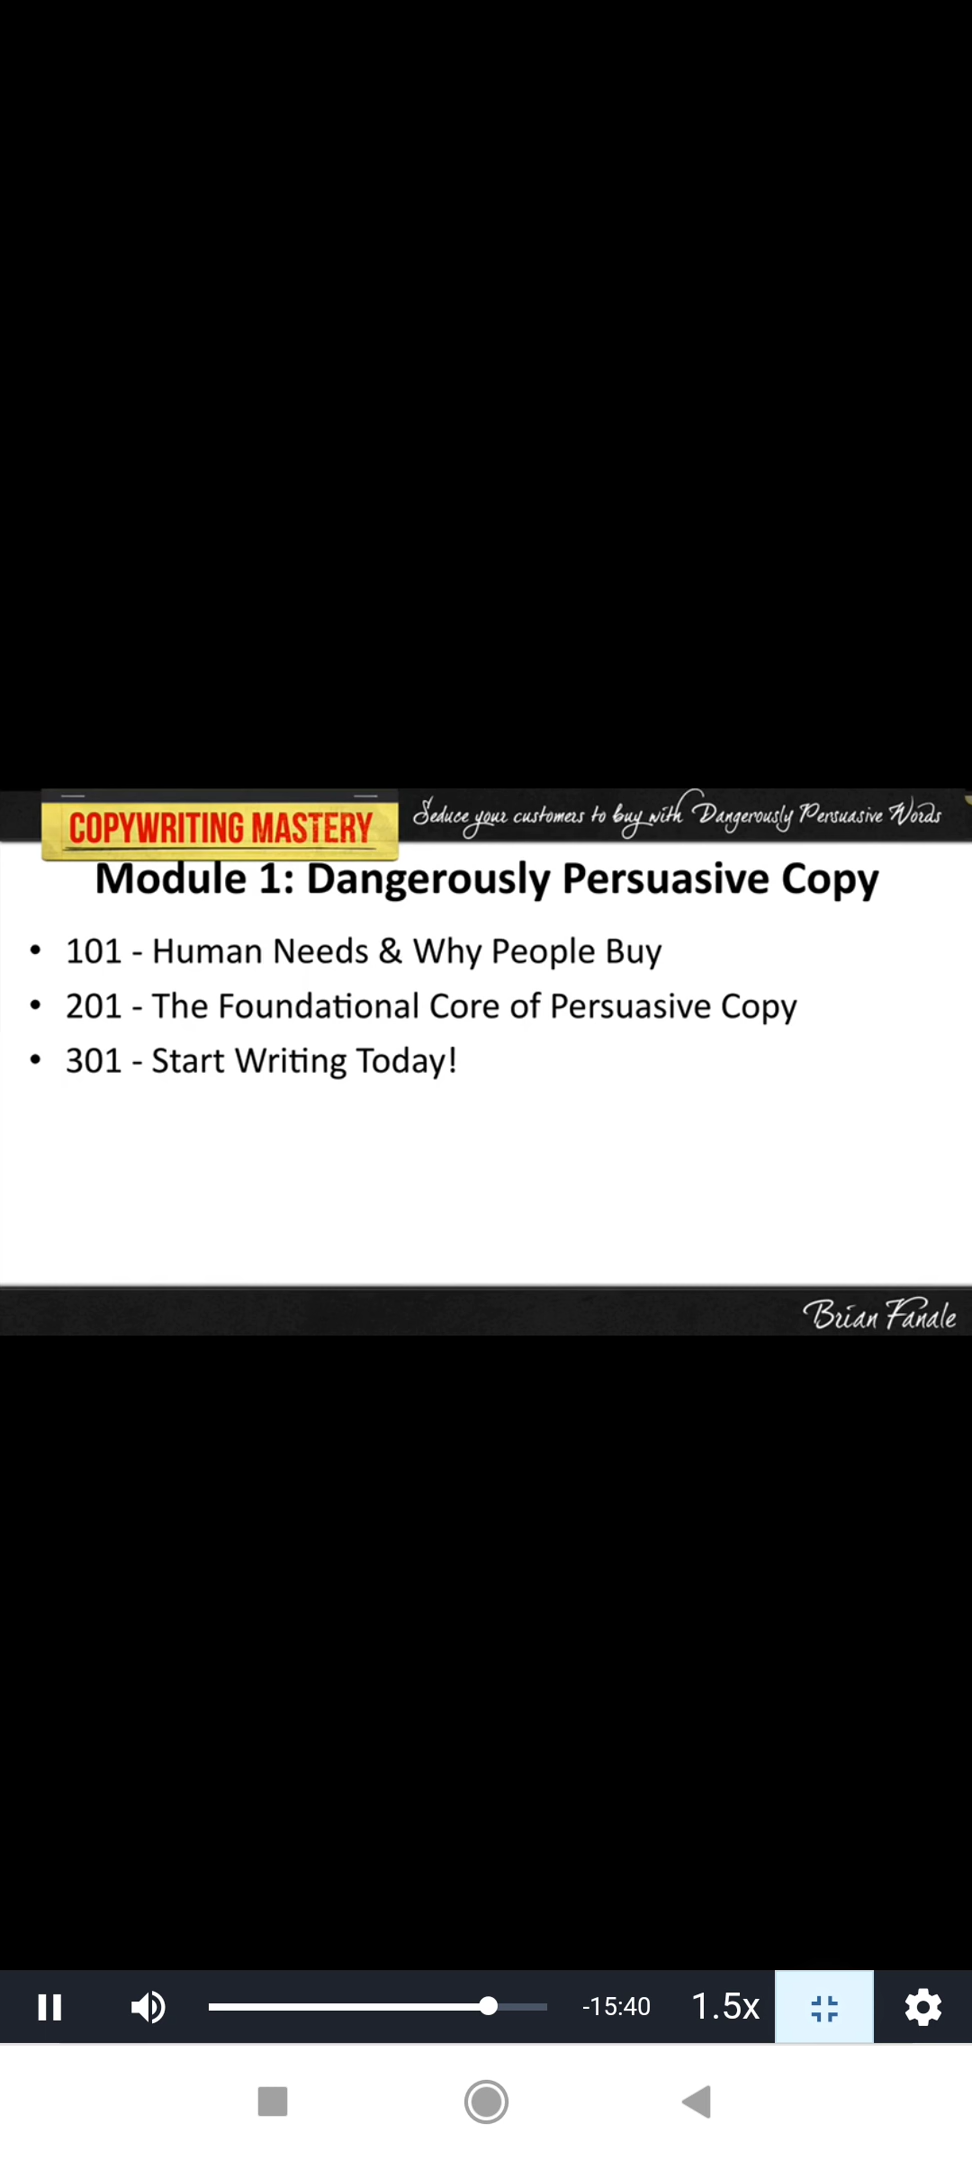 COPYWRITING MASTERY
Seduce your customers to buy with Dangerously Persuasive Words
Module 1: Dangerously Persuasive Copy
• 101 - Human Needs & Why People Buy
• 201 - The Foundational Core of Persuasive Copy
• 301 - Start Writing Today!
Brian Fanale
-15:40 1.5x